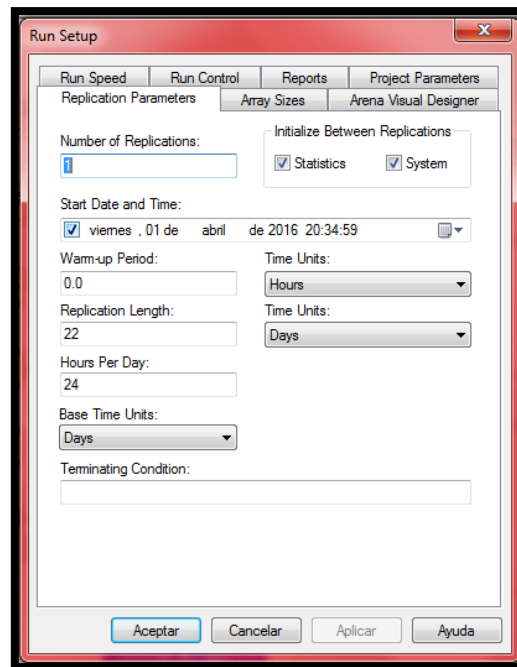 Run Setup
Run Speed
Run Control
Reports
Project Parameters
Replication Parameters
Array Sizes
Arena Visual Designer
Number of Replications:
1
Initialize Between Replications
Statistics
System
Start Date and Time:
viernes , 01 de abril de 2016 20:34:59
Warm-up Period:
Time Units:
0.0
Hours
Replication Length:
Time Units:
22
Days
Hours Per Day:
24
Base Time Units:
Days
Terminating Condition:
Aceptar
Cancelar
Aplicar
Ayuda